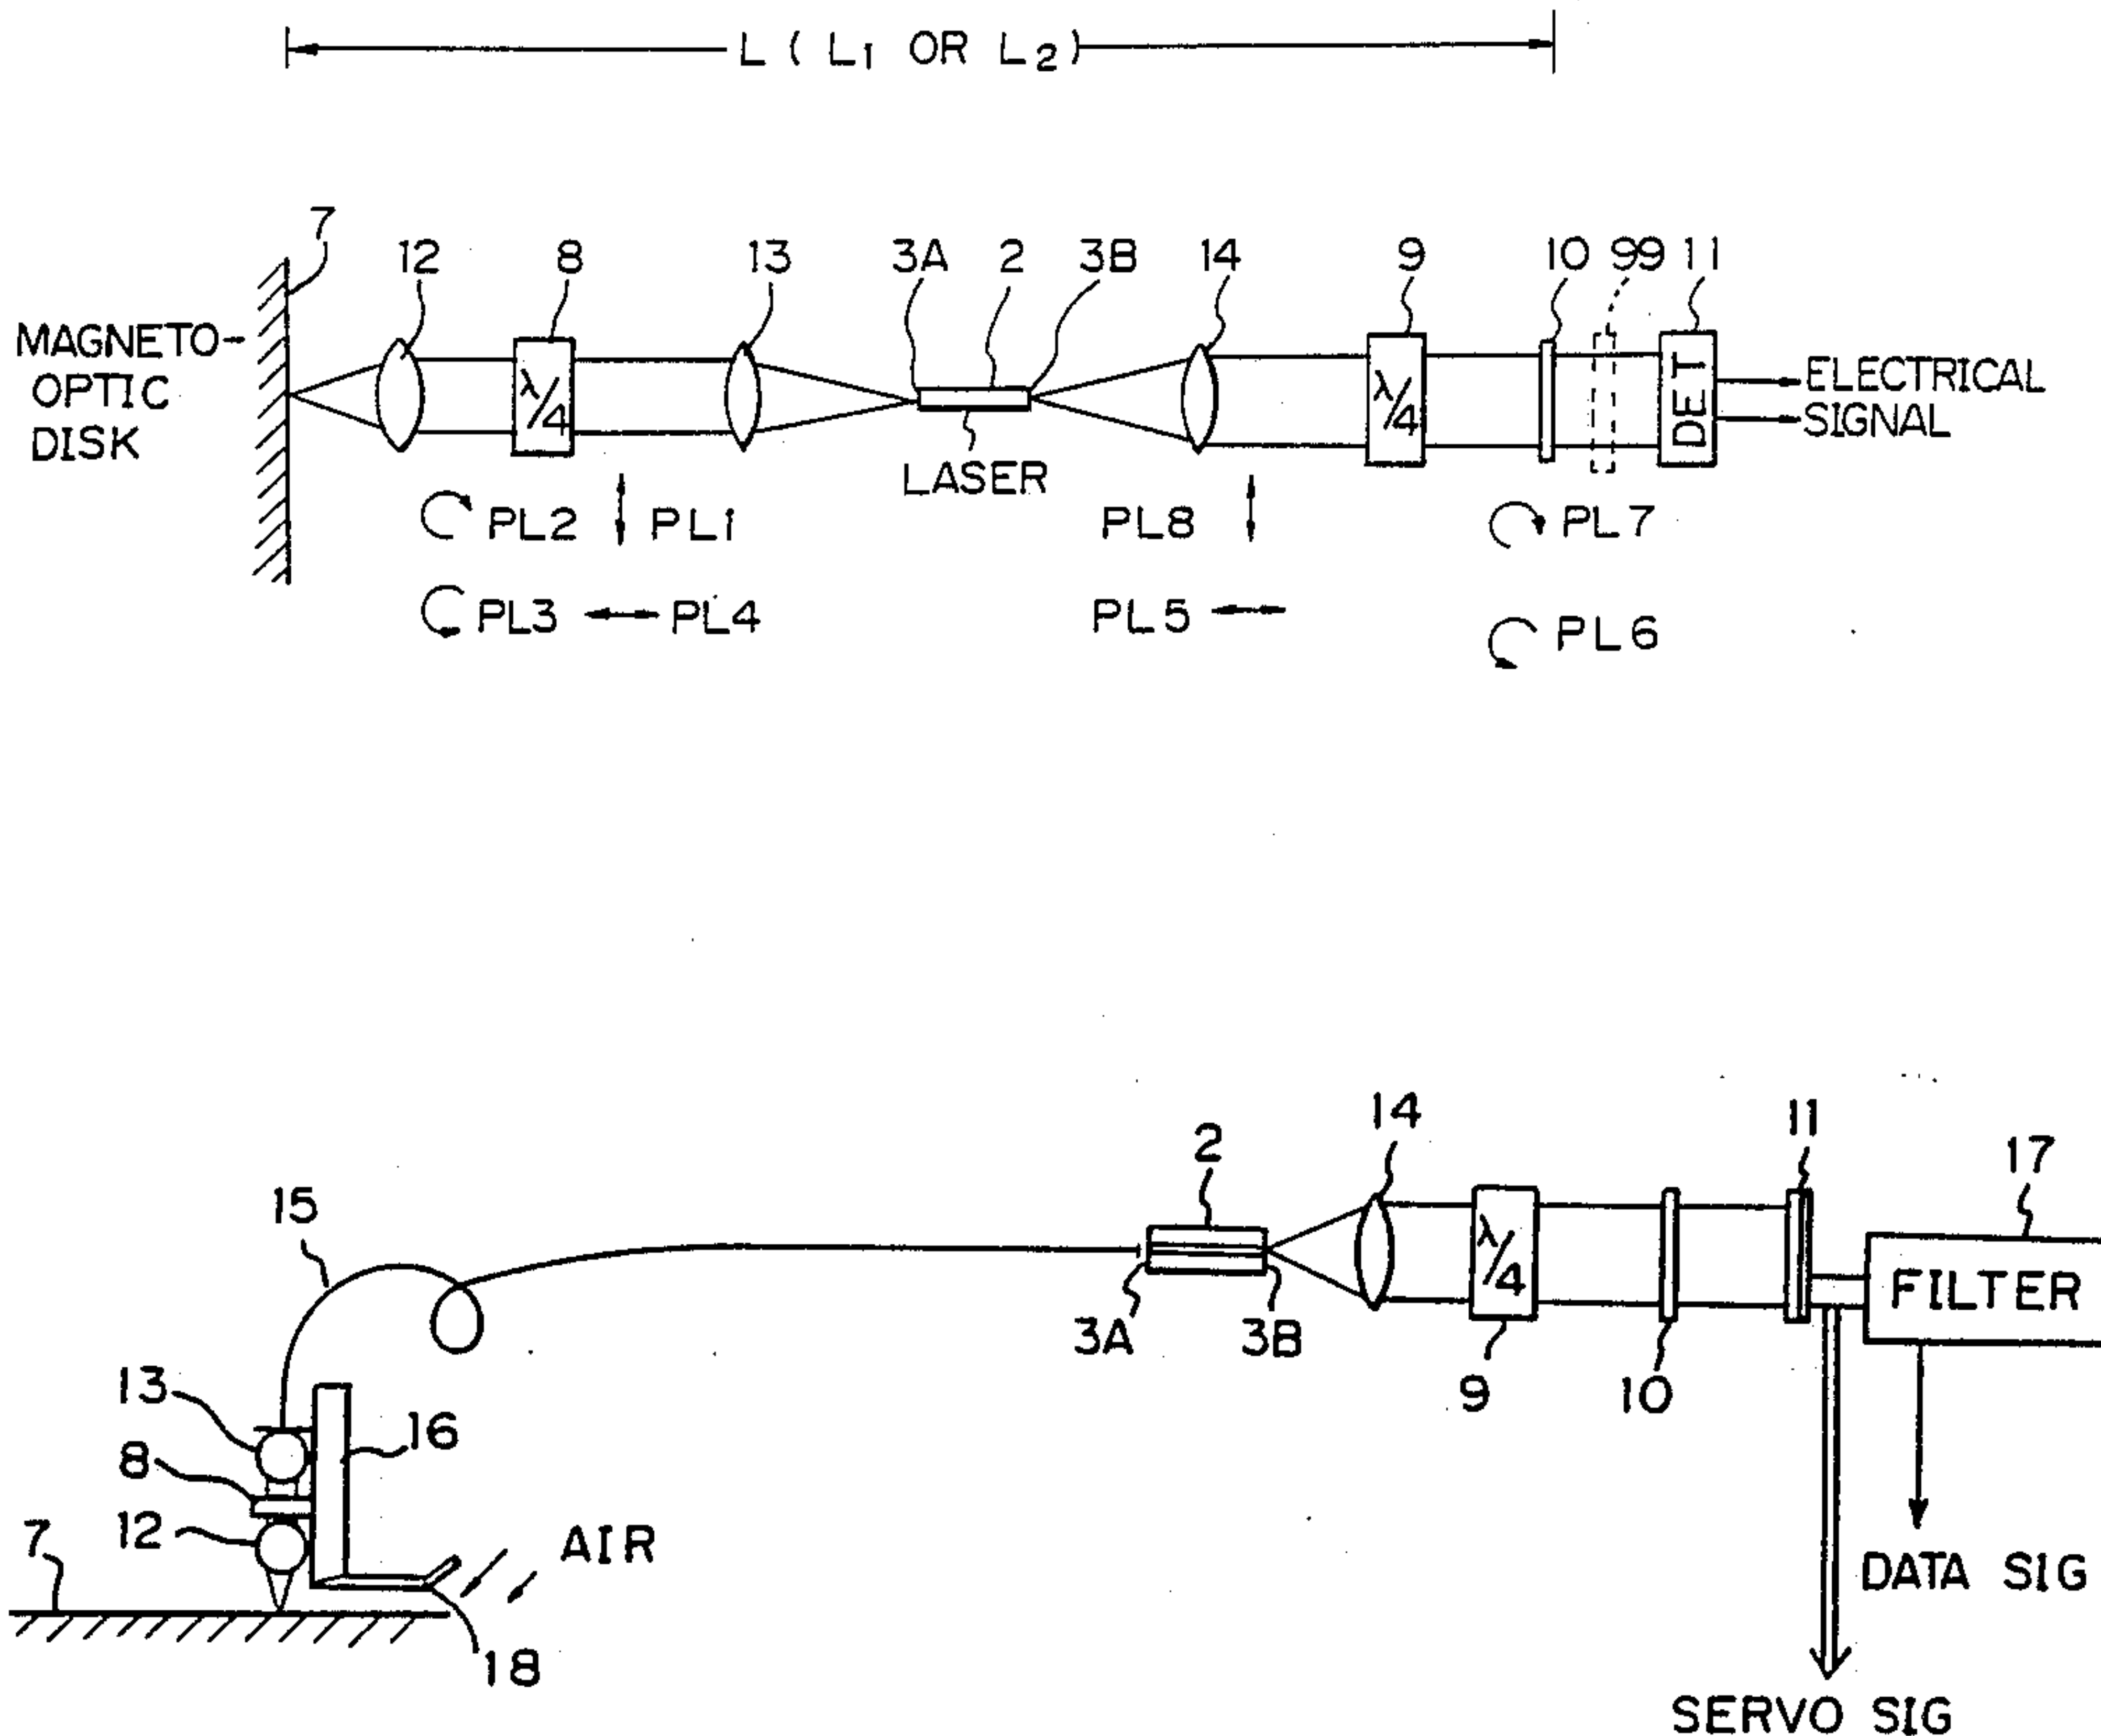 L ( L1 OR L2 )
7 12 8 13 3A 2 3B 14 9 10 99 11
MAGNETO-
OPTIC
DISK
λ/4
λ/4
DET
ELECTRICAL
SIGNAL
LASER
PL2 PL1 PL8 PL7
PL3 PL4 PL5 PL6
14
11
2
17
15
λ/4
FILTER
3A 3B
9 10
13
16
8
12
7
AIR
18
DATA SIG
SERVO SIG